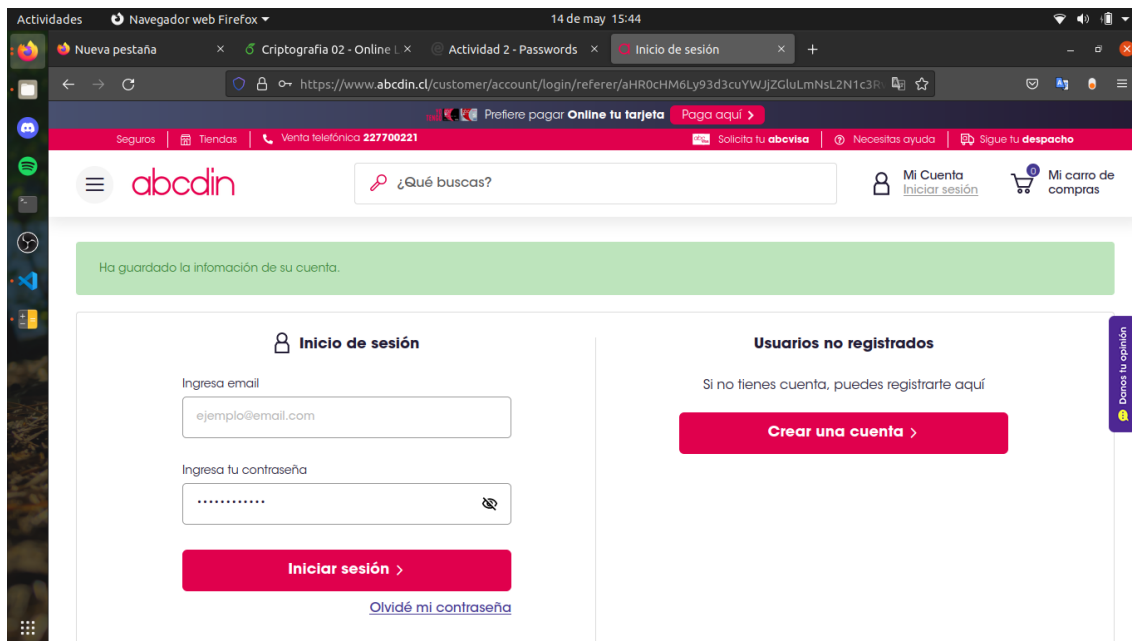 Actividades Navegador web Firefox 14 de may 15:44
Nueva pestaña Criptografia 02 - Online L Actividad 2 - Passwords Inicio de sesión
https://www.abcdin.cl/customer/account/login/referer/
Prefiere pagar Online tu tarjeta Paga aquí >
Seguros Tiendas Venta telefónica 227700221 Solicita tu abcvisa Necesitas ayuda Sigue tu despacho
abcdin ¿Qué buscas? Mi Cuenta 0 Mi carro de
Iniciar sesión compras
Ha guardado la infomación de su cuenta.
Inicio de sesión
Ingresa email
ejemplo@email.com
Ingresa tu contraseña
••••••••••••
Iniciar sesión >
Olvidé mi contraseña
Usuarios no registrados
Si no tienes cuenta, puedes registrarte aquí
Crear una cuenta >
Danos tu opinión